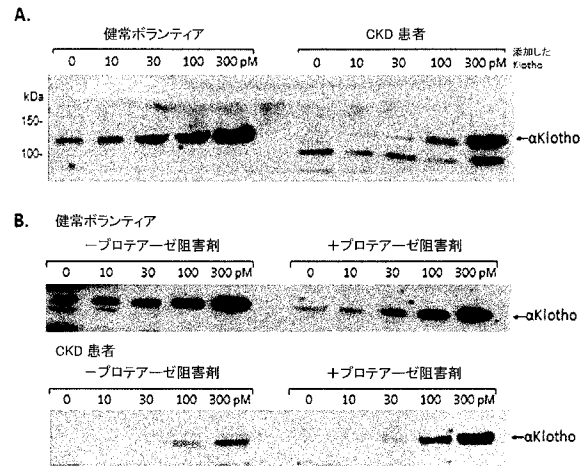 A.
健常ボランティア CKD 患者
0 10 30 100 300 pM 0 10 30 100 300 pM 添加した
Klotho
kDa
150-
100-
←αKlotho
B. 健常ボランティア
ープロテアーゼ阻害剤 +プロテアーゼ阻害剤
0 10 30 100 300 pM 0 10 30 100 300 pM
←αKlotho
CKD 患者
ープロテアーゼ阻害剤 +プロテアーゼ阻害剤
0 10 30 100 300 pM 0 10 30 100 300 pM
←αKlotho